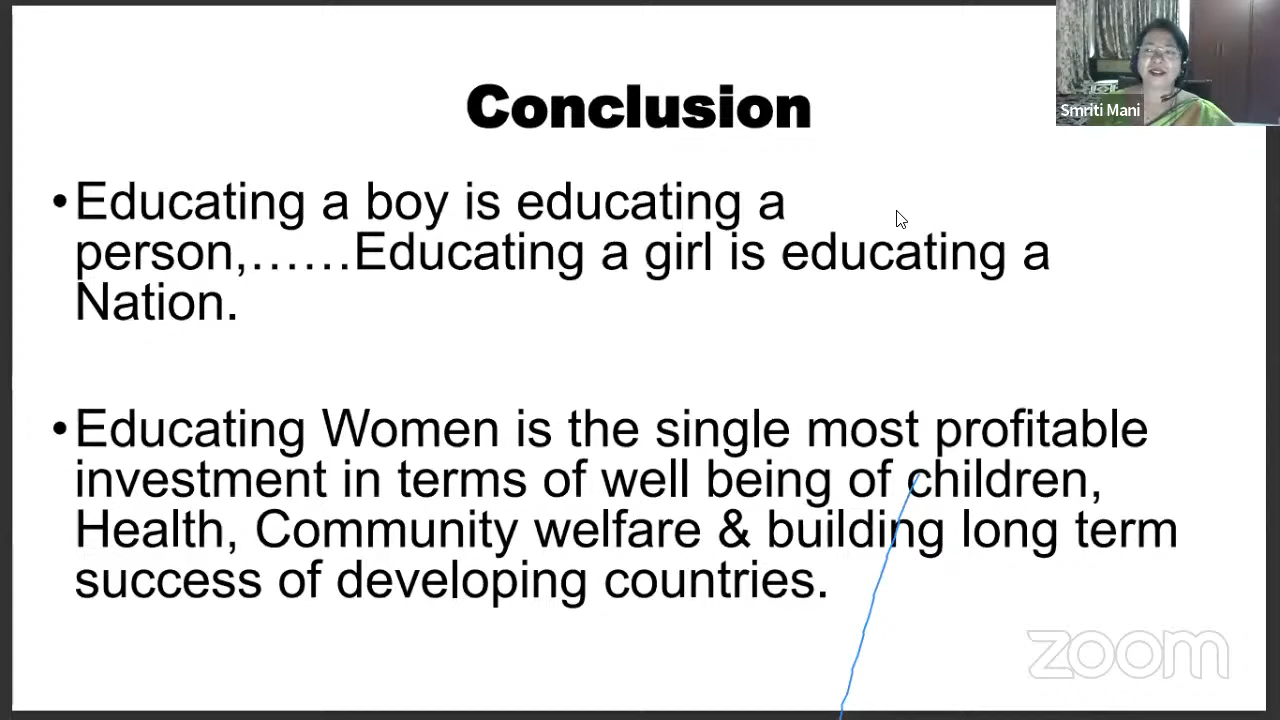 Conclusion
Smriti Mani
•Educating a boy is educating a
person,......Educating a girl is educating a
Nation.
•Educating Women is the single most profitable
investment in terms of well being of children,
Health, Community welfare & building long term
success of developing countries.
zoom